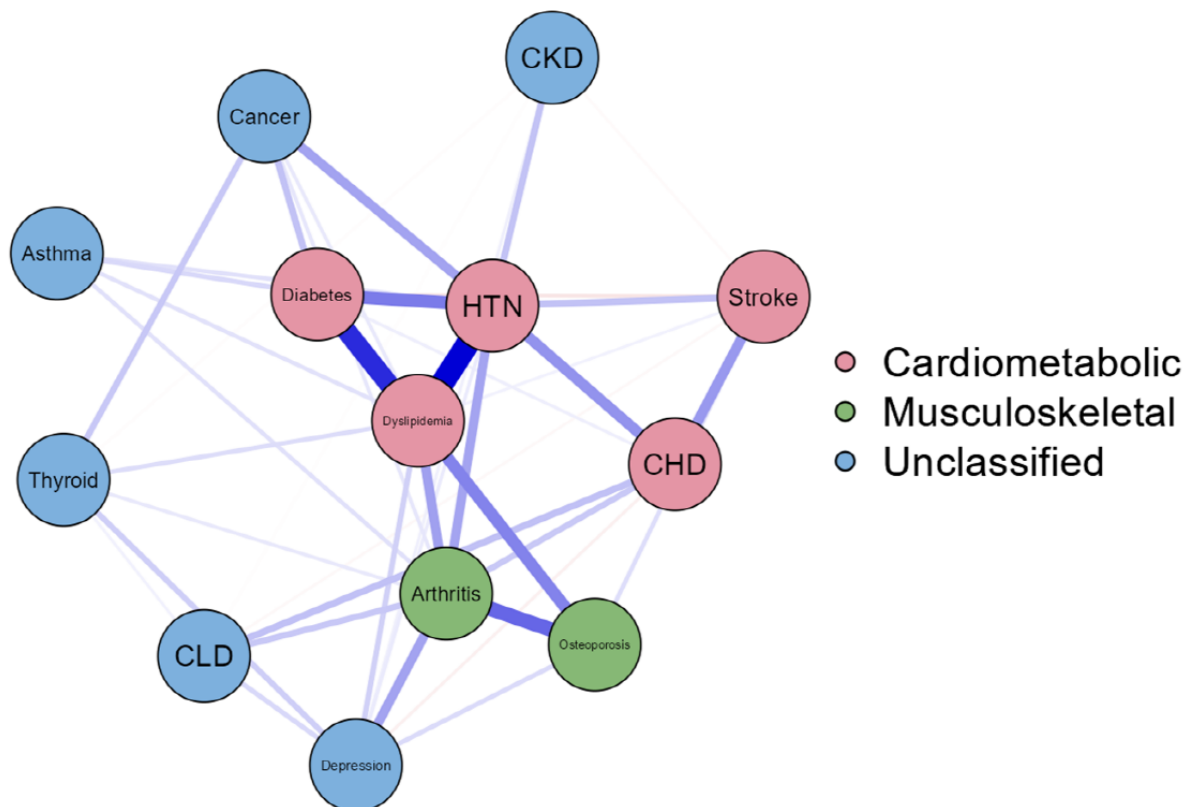 CKD
Cancer
Asthma
Diabetes
HTN
Stroke
Dyslipidemia
CHD
Thyroid
Arthritis
Osteoporosis
CLD
Depression
Cardiometabolic
Musculoskeletal
Unclassified